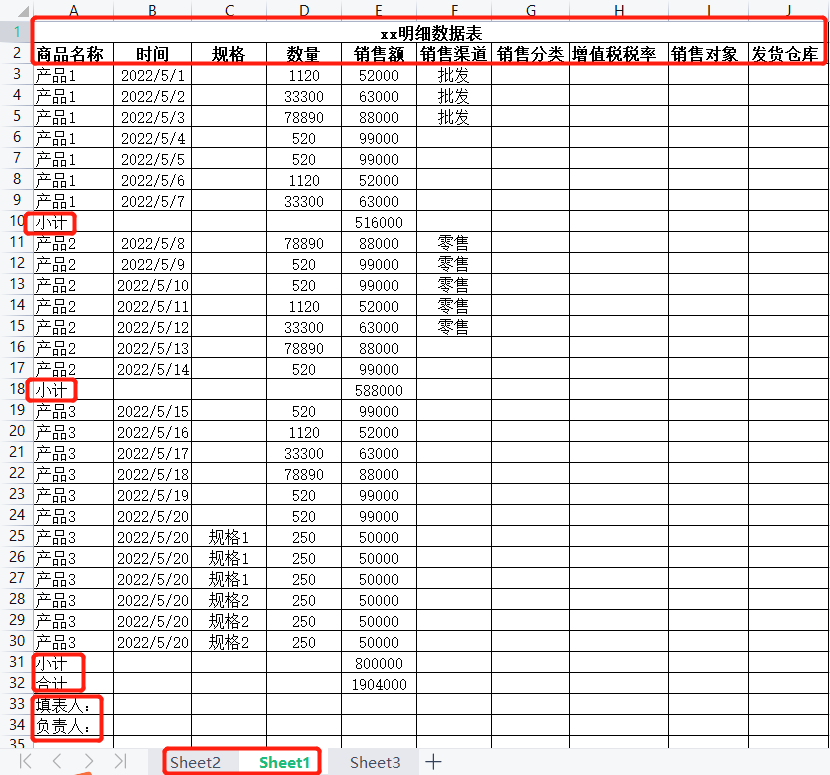 A B C D E F G H I J
1 xx明细数据表
2 商品名称 时间 规格 数量 销售额 销售渠道 销售分类 增值税税率 销售对象 发货仓库
3 产品1 2022/5/1 1120 52000 批发
4 产品1 2022/5/2 33300 63000 批发
5 产品1 2022/5/3 78890 88000 批发
6 产品1 2022/5/4 520 99000
7 产品1 2022/5/5 520 99000
8 产品1 2022/5/6 1120 52000
9 产品1 2022/5/7 33300 63000
10 小计 516000
11 产品2 2022/5/8 78890 88000 零售
12 产品2 2022/5/9 520 99000 零售
13 产品2 2022/5/10 520 99000 零售
14 产品2 2022/5/11 1120 52000 零售
15 产品2 2022/5/12 33300 63000 零售
16 产品2 2022/5/13 78890 88000
17 产品2 2022/5/14 520 99000
18 小计 588000
19 产品3 2022/5/15 520 99000
20 产品3 2022/5/16 1120 52000
21 产品3 2022/5/17 33300 63000
22 产品3 2022/5/18 78890 88000
23 产品3 2022/5/19 520 99000
24 产品3 2022/5/20 520 99000
25 产品3 2022/5/20 规格1 250 50000
26 产品3 2022/5/20 规格1 250 50000
27 产品3 2022/5/20 规格1 250 50000
28 产品3 2022/5/20 规格2 250 50000
29 产品3 2022/5/20 规格2 250 50000
30 产品3 2022/5/20 规格2 250 50000
31 小计 800000
32 合计 1904000
33 填表人：
34 负责人：
35
Sheet2 Sheet1 Sheet3